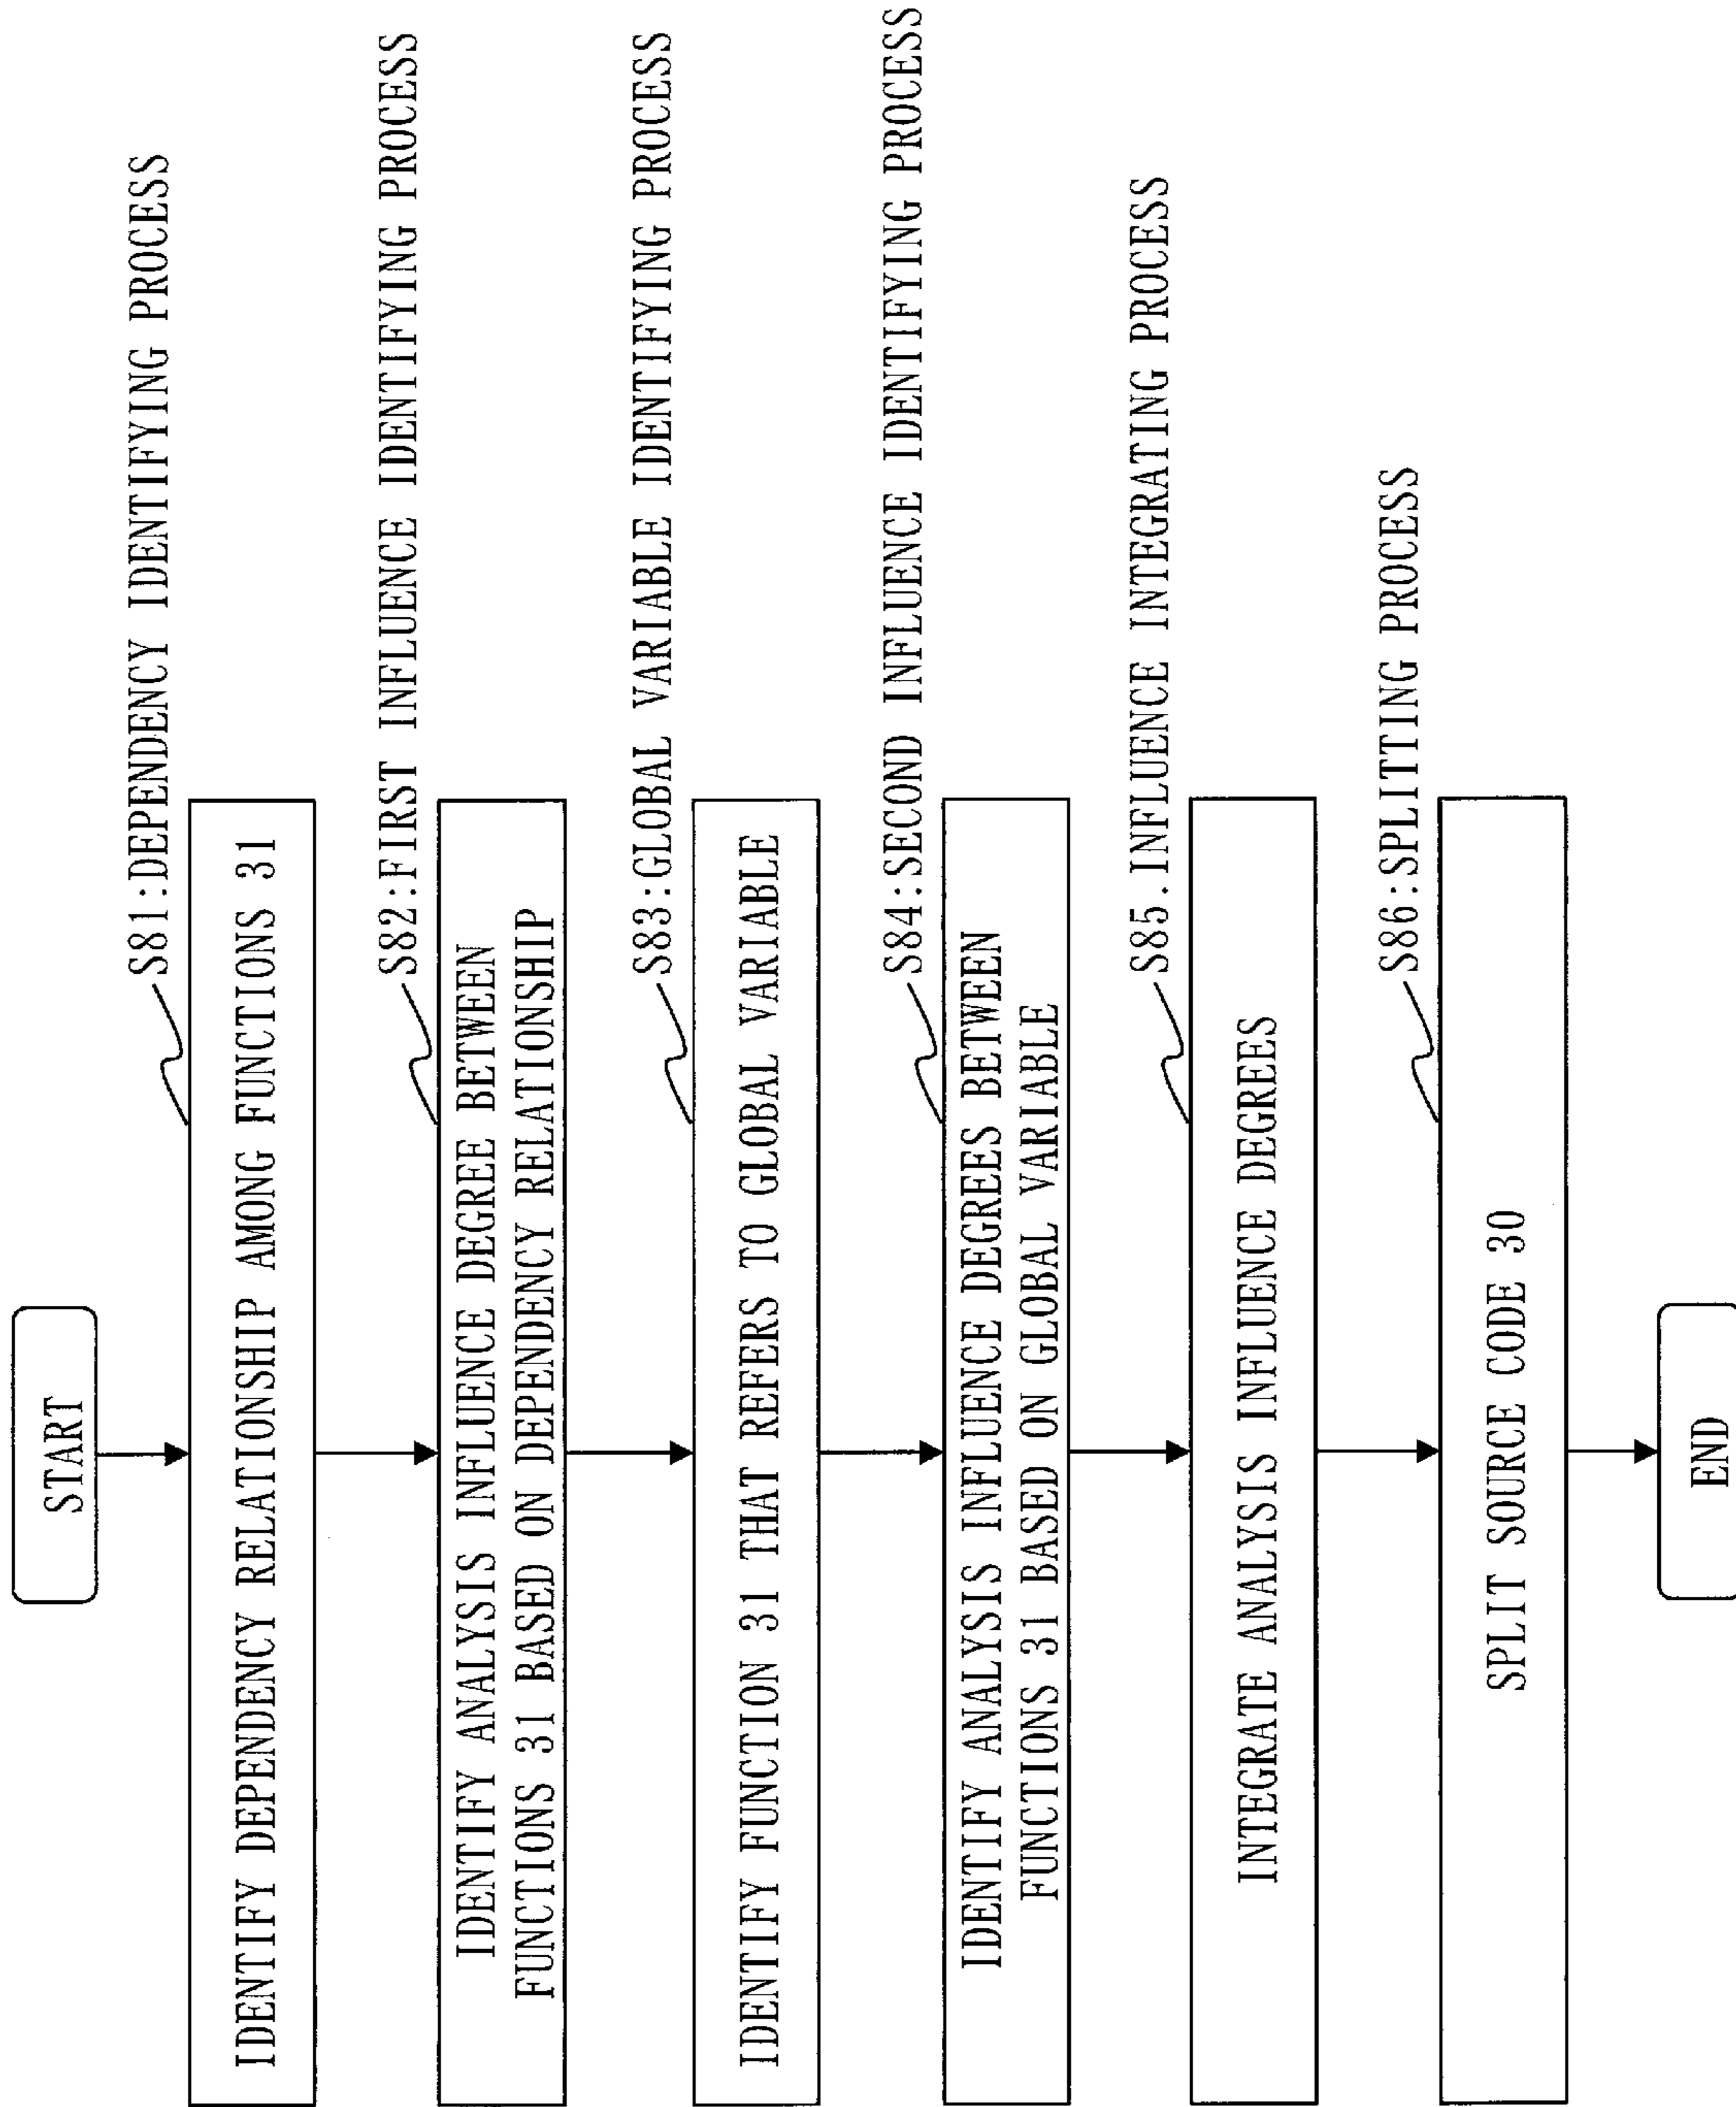 START
S81:DEPENDENCY IDENTIFYING PROCESS
IDENTIFY DEPENDENCY RELATIONSHIP AMONG FUNCTIONS 31
S82:FIRST INFLUENCE IDENTIFYING PROCESS
IDENTIFY ANALYSIS INFLUENCE DEGREE BETWEEN
FUNCTIONS 31 BASED ON DEPENDENCY RELATIONSHIP
S83:GLOBAL VARIABLE IDENTIFYING PROCESS
IDENTIFY FUNCTION 31 THAT REFERS TO GLOBAL VARIABLE
S84:SECOND INFLUENCE IDENTIFYING PROCESS
IDENTIFY ANALYSIS INFLUENCE DEGREES BETWEEN
FUNCTIONS 31 BASED ON GLOBAL VARIABLE
S85.INFLUENCE INTEGRATING PROCESS
INTEGRATE ANALYSIS INFLUENCE DEGREES
S86:SPLITTING PROCESS
SPLIT SOURCE CODE 30
END